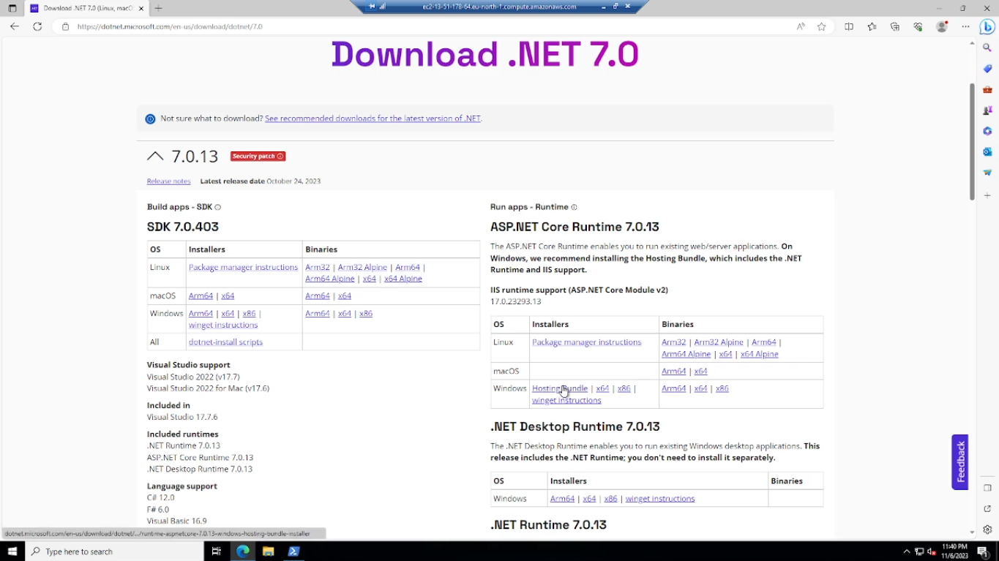 Download .NET 7.0 (Linux, macO
ec2-13-51-178-64.eu-north-1.compute.amazonaws.com
https://dotnet.microsoft.com/en-us/download/dotnet/7.0
Download .NET 7.0
Not sure what to download? See recommended downloads for the latest version of .NET.
7.0.13 Security patch
Release notes Latest release date October 24, 2023
Build apps - SDK
SDK 7.0.403
OS Installers Binaries
Linux Package manager instructions Arm32 | Arm32 Alpine | Arm64 |
Arm64 Alpine | x64 | x64 Alpine
macOS Arm64 | x64 Arm64 | x64
Windows Arm64 | x64 | x86 | Arm64 | x64 | x86
winget instructions
All dotnet-install scripts
Visual Studio support
Visual Studio 2022 (v17.7)
Visual Studio 2022 for Mac (v17.6)
Included in
Visual Studio 17.7.6
Included runtimes
.NET Runtime 7.0.13
ASP.NET Core Runtime 7.0.13
.NET Desktop Runtime 7.0.13
Language support
C# 12.0
F# 6.0
Visual Basic 16.9
Run apps - Runtime
ASP.NET Core Runtime 7.0.13
The ASP.NET Core Runtime enables you to run existing web/server applications. On
Windows, we recommend installing the Hosting Bundle, which includes the .NET
Runtime and IIS support.
IIS runtime support (ASP.NET Core Module v2)
17.0.23293.13
OS Installers Binaries
Linux Package manager instructions Arm32 | Arm32 Alpine | Arm64 |
Arm64 Alpine | x64 | x64 Alpine
macOS Arm64 | x64
Windows Hosting Bundle | x64 | x86 | Arm64 | x64 | x86
winget instructions
.NET Desktop Runtime 7.0.13
The .NET Desktop Runtime enables you to run existing Windows desktop applications. This
release includes the .NET Runtime; you don't need to install it separately.
OS Installers Binaries
Windows Arm64 | x64 | x86 | winget instructions
.NET Runtime 7.0.13
Feedback
dotnet.microsoft.com/en-us/download/dotnet/.../runtime-aspnetcore-7.0.13-windows-hosting-bundle-installer
Type here to search
11:40 PM
11/6/2023